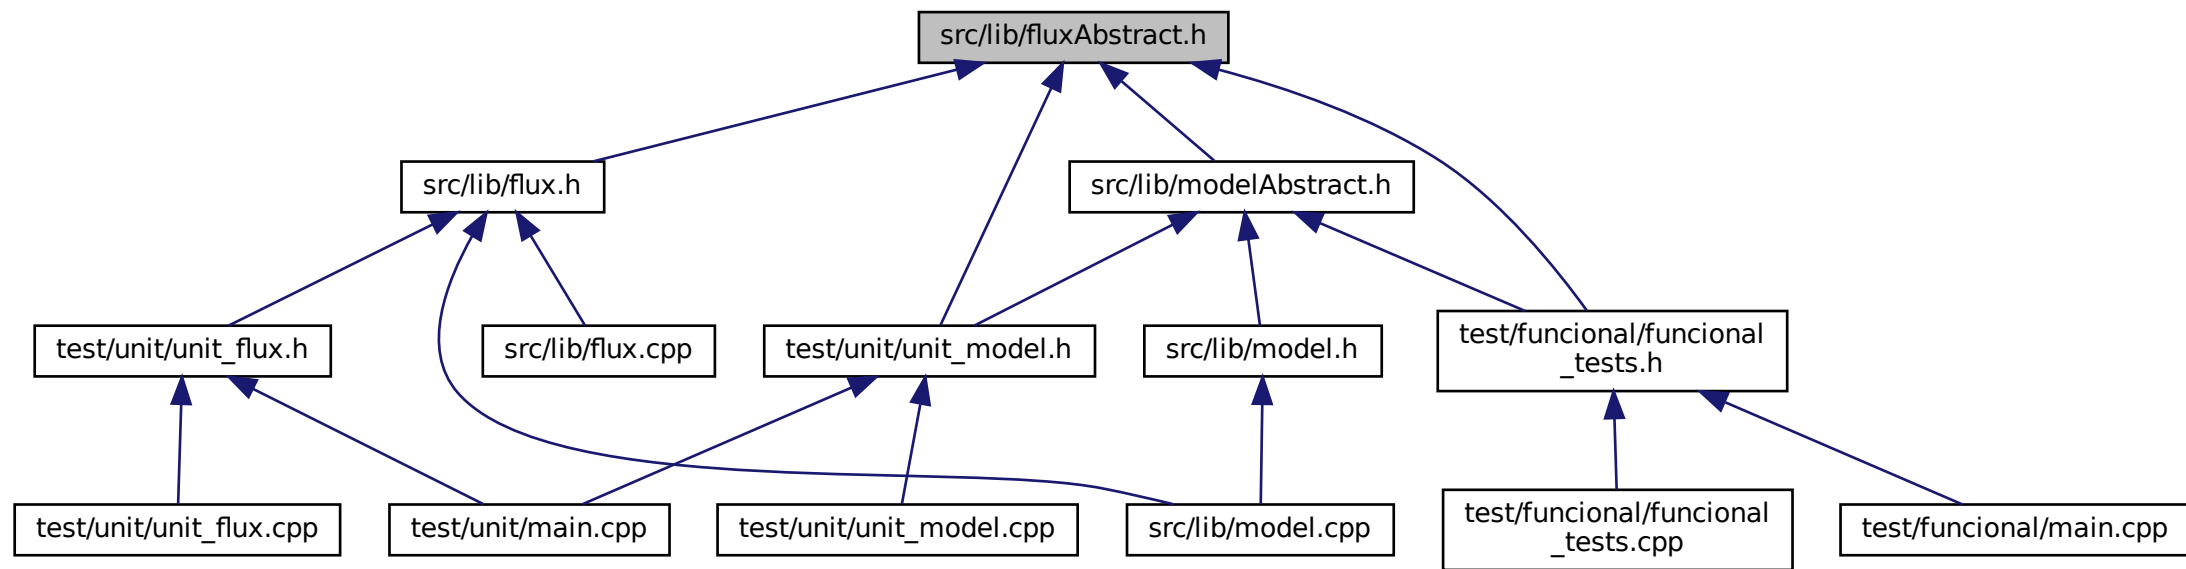 src/lib/fluxAbstract.h
src/lib/flux.h
src/lib/modelAbstract.h
test/unit/unit_flux.h
src/lib/flux.cpp
test/unit/unit_model.h
src/lib/model.h
test/funcional/funcional
_tests.h
test/unit/unit_flux.cpp
test/unit/main.cpp
test/unit/unit_model.cpp
src/lib/model.cpp
test/funcional/funcional
_tests.cpp
test/funcional/main.cpp